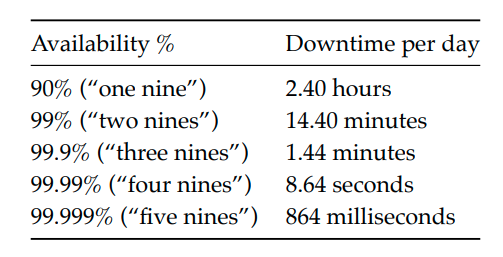 Availability % Downtime per day
90% (“one nine”) 2.40 hours
99% (“two nines”) 14.40 minutes
99.9% (“three nines”) 1.44 minutes
99.99% (“four nines”) 8.64 seconds
99.999% (“five nines”) 864 milliseconds